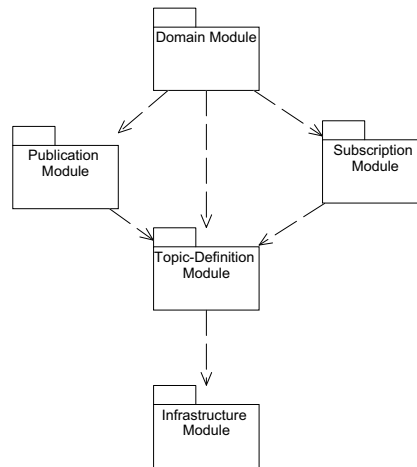 Domain Module
Publication
Module
Subscription
Module
Topic-Definition
Module
Infrastructure
Module